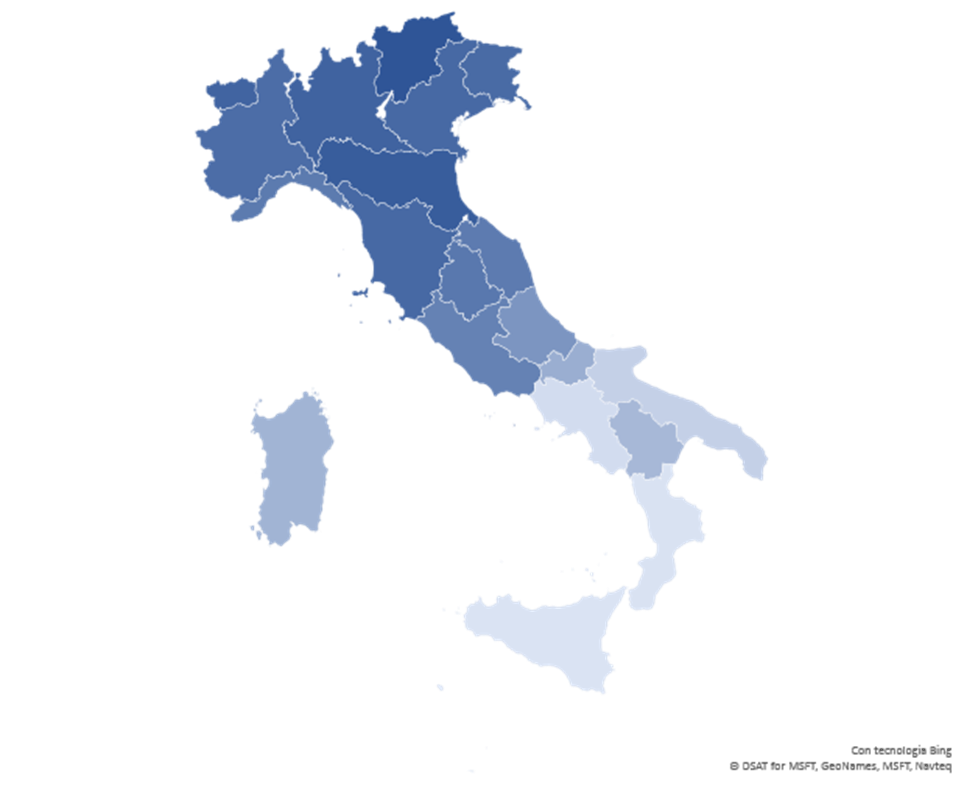 Con tecnologia Bing
© DSAT for MSFT, GeoNames, MSFT, Navteq